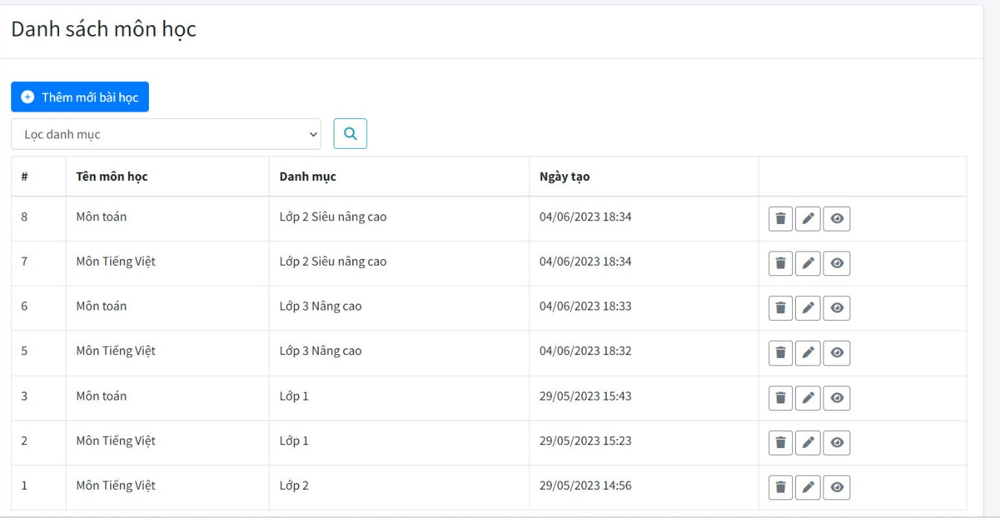 Danh sách môn học
Thêm mới bài học
Lọc danh mục
# Tên môn học Danh mục Ngày tạo
8 Môn toán Lớp 2 Siêu nâng cao 04/06/2023 18:34
7 Môn Tiếng Việt Lớp 2 Siêu nâng cao 04/06/2023 18:34
6 Môn toán Lớp 3 Nâng cao 04/06/2023 18:33
5 Môn Tiếng Việt Lớp 3 Nâng cao 04/06/2023 18:32
3 Môn toán Lớp 1 29/05/2023 15:43
2 Môn Tiếng Việt Lớp 1 29/05/2023 15:23
1 Môn Tiếng Việt Lớp 2 29/05/2023 14:56